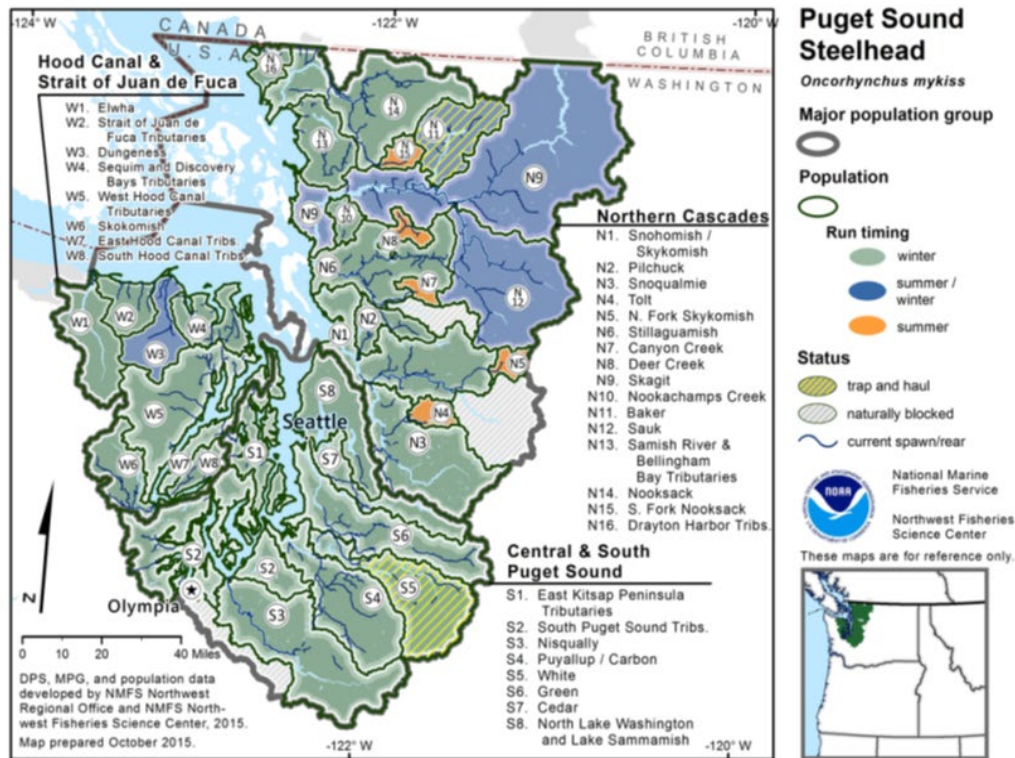 -124° W
-122° W
-120° W
CANADA
U.S.A.
BRITISH
COLUMBIA
WASHINGTON
Hood Canal &
Strait of Juan de Fuca
W1. Elwha
W2. Strait of Juan de
Fuca Tributaries
W3. Dungeness
W4. Sequim and Discovery
Bays Tributaries
W5. West Hood Canal
Tributaries
W6. Skokomish
W7. East Hood Canal Tribs.
W8. South Hood Canal Tribs.
N
16
N
14
N
13
N
11
N
15
N9
N9
N
10
N8
N6
N7
N
12
N1
N2
N5
N4
N3
W1
W2
W3
W4
W5
W6
W7
W8
S8
Seattle
S1
S7
S6
S2
S2
S5
S4
S3
Olympia
N
0 10 20 40 Miles
DPS, MPG, and population data
developed by NMFS Northwest
Regional Office and NMFS North-
west Fisheries Science Center, 2015.
Map prepared October 2015.
-122° W
-120° W
Northern Cascades
N1. Snohomish /
Skykomish
N2. Pilchuck
N3. Snoqualmie
N4. Tolt
N5. N. Fork Skykomish
N6. Stillaguamish
N7. Canyon Creek
N8. Deer Creek
N9. Skagit
N10. Nookachamps Creek
N11. Baker
N12. Sauk
N13. Samish River &
Bellingham
Bay Tributaries
N14. Nooksack
N15. S. Fork Nooksack
N16. Drayton Harbor Tribs.
Central & South
Puget Sound
S1. East Kitsap Peninsula
Tributaries
S2. South Puget Sound Tribs.
S3. Nisqually
S4. Puyallup / Carbon
S5. White
S6. Green
S7. Cedar
S8. North Lake Washington
and Lake Sammamish
Puget Sound
Steelhead
Oncorhynchus mykiss
Major population group
Population
Run timing
winter
summer /
winter
summer
Status
trap and haul
naturally blocked
current spawn/rear
NOAA
National Marine
Fisheries Service
Northwest Fisheries
Science Center
These maps are for reference only.